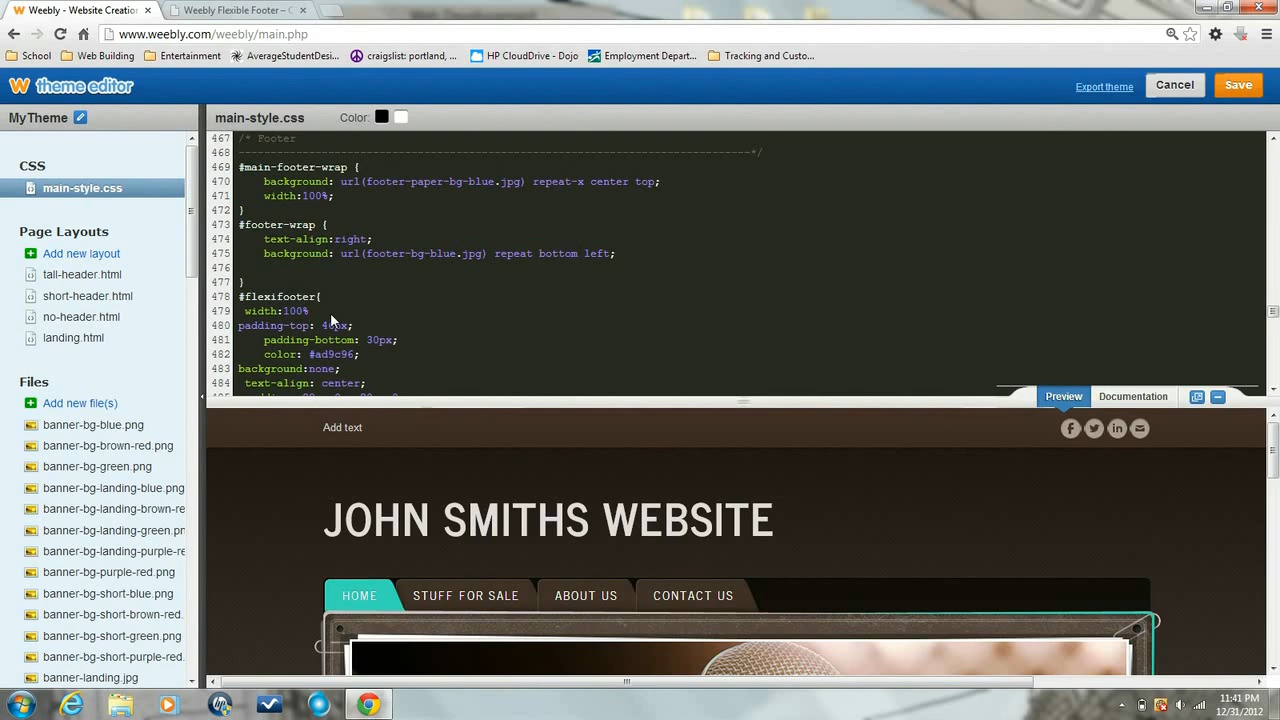 Weebly - Website Creation
Weebly Flexible Footer – C
www.weebly.com/weebly/main.php
School
Web Building
Entertainment
AverageStudentDesi...
craigslist: portland, ...
HP CloudDrive - Dojo
Employment Depart...
Tracking and Custo...
theme editor
Export theme
Cancel
Save
MyTheme
main-style.css
Color:
CSS
main-style.css
Page Layouts
Add new layout
tall-header.html
short-header.html
no-header.html
landing.html
Files
Add new file(s)
banner-bg-blue.png
banner-bg-brown-red.png
banner-bg-green.png
banner-bg-landing-blue.png
banner-bg-landing-brown-re
banner-bg-landing-green.pn
banner-bg-landing-purple-re
banner-bg-purple-red.png
banner-bg-short-blue.png
banner-bg-short-brown-red.
banner-bg-short-green.png
banner-bg-short-purple-red.
banner-landing.jpg
467 /* Footer
468 ---------------------------------------------------------------------------------*/
469 #main-footer-wrap {
470 background: url(footer-paper-bg-blue.jpg) repeat-x center top;
471 width:100%;
472 }
473 #footer-wrap {
474 text-align:right;
475 background: url(footer-bg-blue.jpg) repeat bottom left;
476
477 }
478 #flexifooter{
479 width:100%
480 padding-top: 40px;
481 padding-bottom: 30px;
482 color: #ad9c96;
483 background:none;
484 text-align: center;
Preview
Documentation
Add text
JOHN SMITHS WEBSITE
HOME
STUFF FOR SALE
ABOUT US
CONTACT US
11:41 PM
12/31/2012